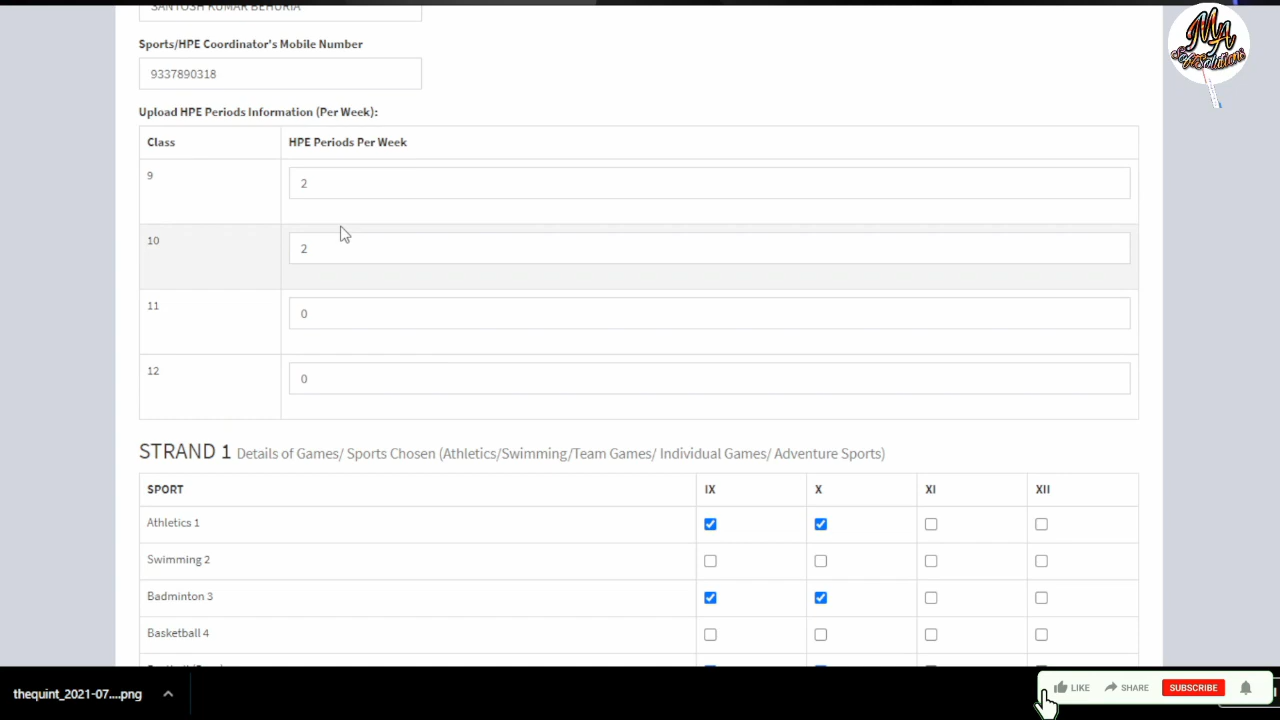 SANTOSH KUMAR BEHURIA
Sports/HPE Coordinator's Mobile Number
9337890318
Upload HPE Periods Information (Per Week):
Class HPE Periods Per Week
9 2
10 2
11 0
12 0
STRAND 1 Details of Games/ Sports Chosen (Athletics/Swimming/Team Games/ Individual Games/ Adventure Sports)
SPORT IX X XI XII
Athletics 1
Swimming 2
Badminton 3
Basketball 4
thequint_2021-07....png
LIKE SHARE SUBSCRIBE